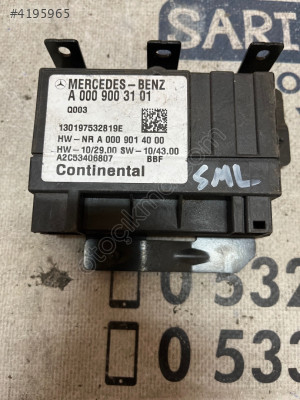 #4195965
SART
MERCEDES-BENZ
A 000 900 31 01
Q003
130197532819E
HW-NR A 000 901 40 00
HW-10/29.00 SW-10/43.00
A2C53406807 BBF
Continental
SML
0 532
0 533